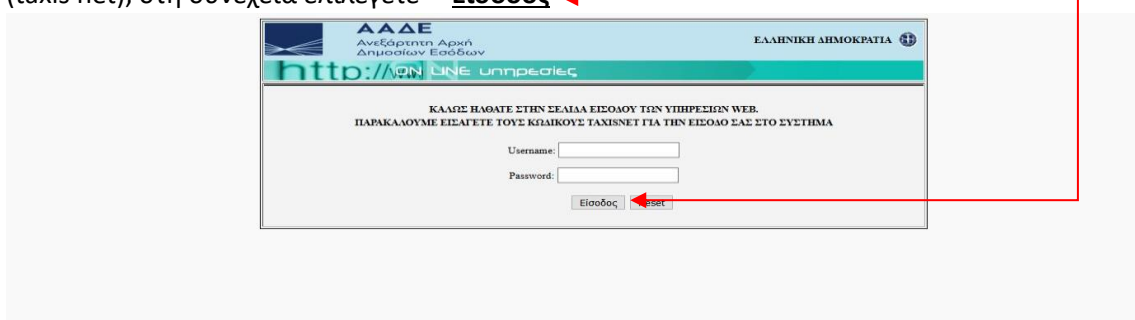 (taxis net), στη συνέχεια επιλέγετε Είσοδος
ΑΑΔΕ
Ανεξάρτητη Αρχή
Δημοσίων Εσόδων
ΕΛΛΗΝΙΚΗ ΔΗΜΟΚΡΑΤΙΑ
http:// ON LINE υπηρεσίες
ΚΑΛΩΣ ΗΛΘΑΤΕ ΣΤΗΝ ΣΕΛΙΔΑ ΕΙΣΟΔΟΥ ΤΩΝ ΥΠΗΡΕΣΙΩΝ WEB.
ΠΑΡΑΚΑΛΟΥΜΕ ΕΙΣΑΓΕΤΕ ΤΟΥΣ ΚΩΔΙΚΟΥΣ TAXISNET ΓΙΑ ΤΗΝ ΕΙΣΟΔΟ ΣΑΣ ΣΤΟ ΣΥΣΤΗΜΑ
Username:
Password:
Είσοδος Reset